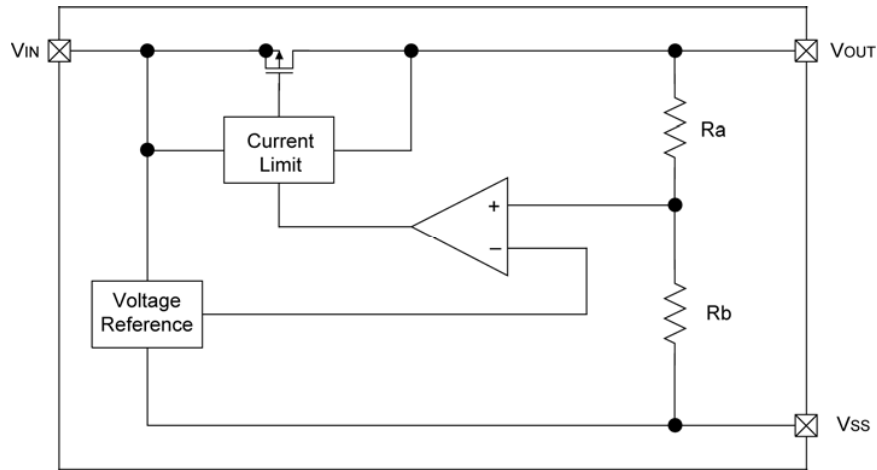 VIN
VOUT
Current
Limit
Ra
+
−
Voltage
Reference
Rb
VSS